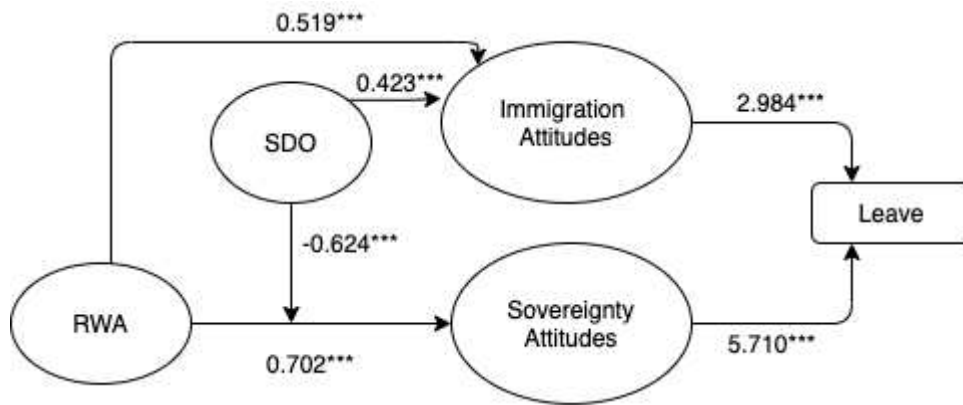 0.519***
0.423***
SDO
Immigration
Attitudes
2.984***
Leave
-0.624***
RWA
0.702***
Sovereignty
Attitudes
5.710***